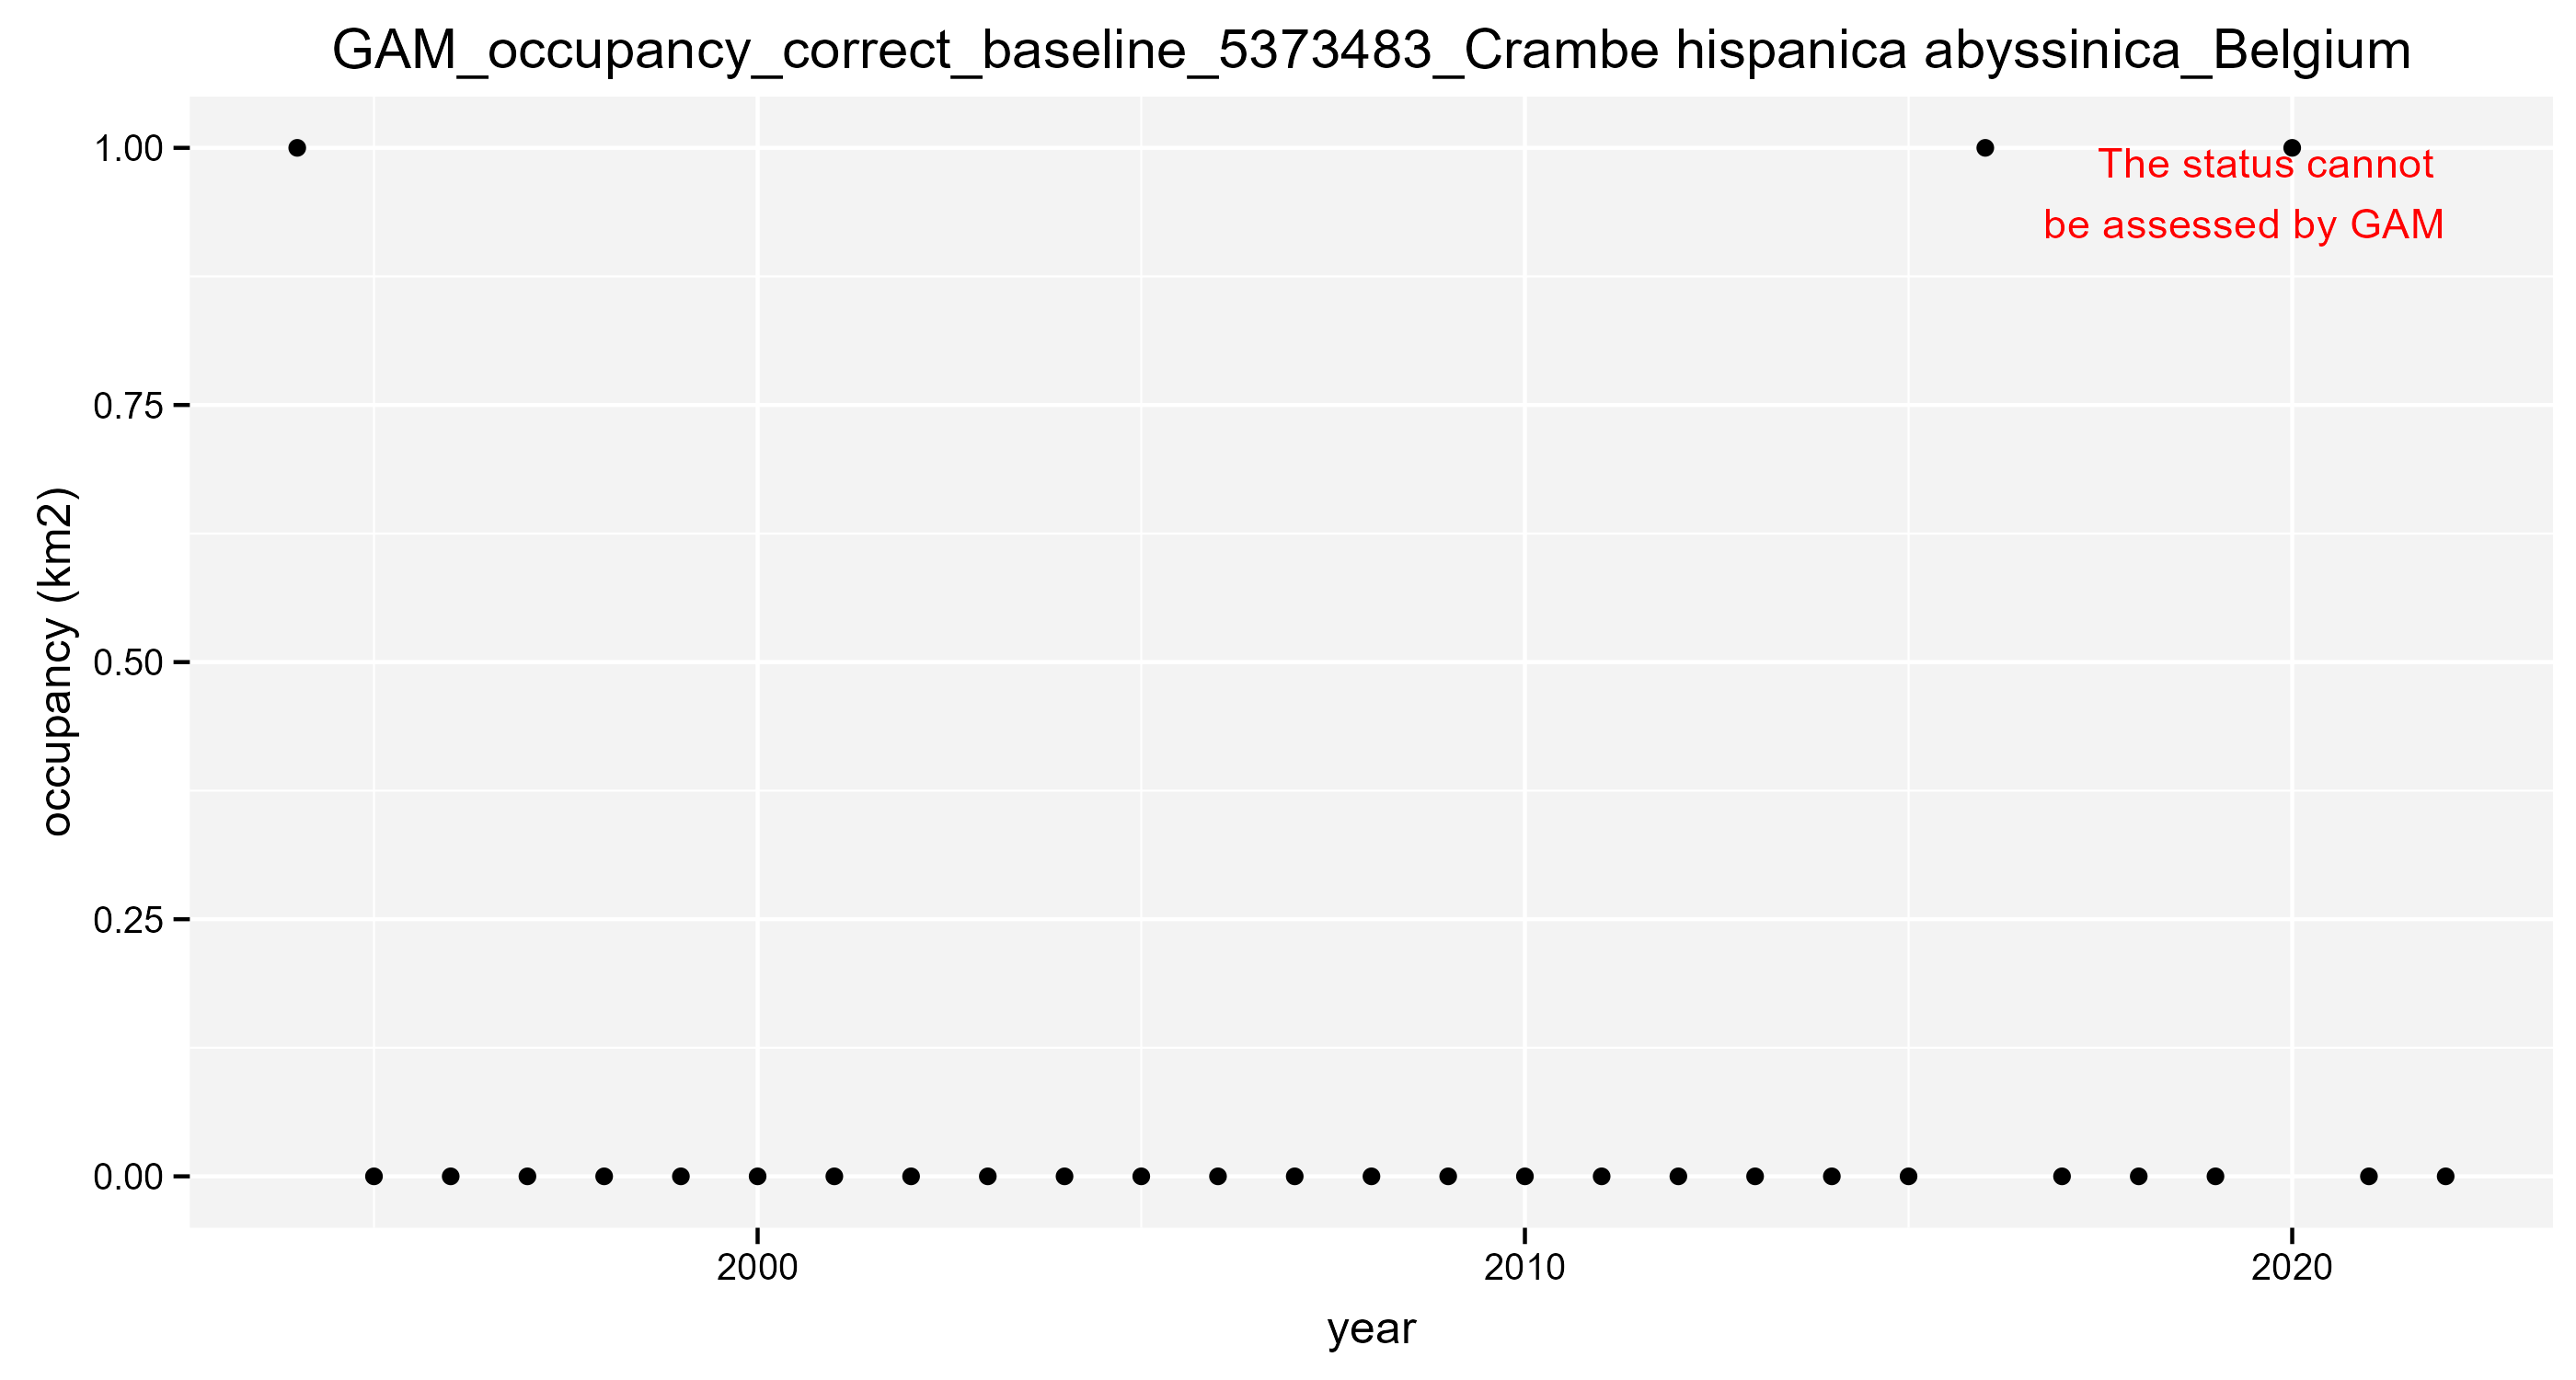 GAM_occupancy_correct_baseline_5373483_Crambe hispanica abyssinica_Belgium
1.00
The status cannot
be assessed by GAM
0.75
occupancy (km2)
0.50
0.25
0.00
2000
2010
2020
year